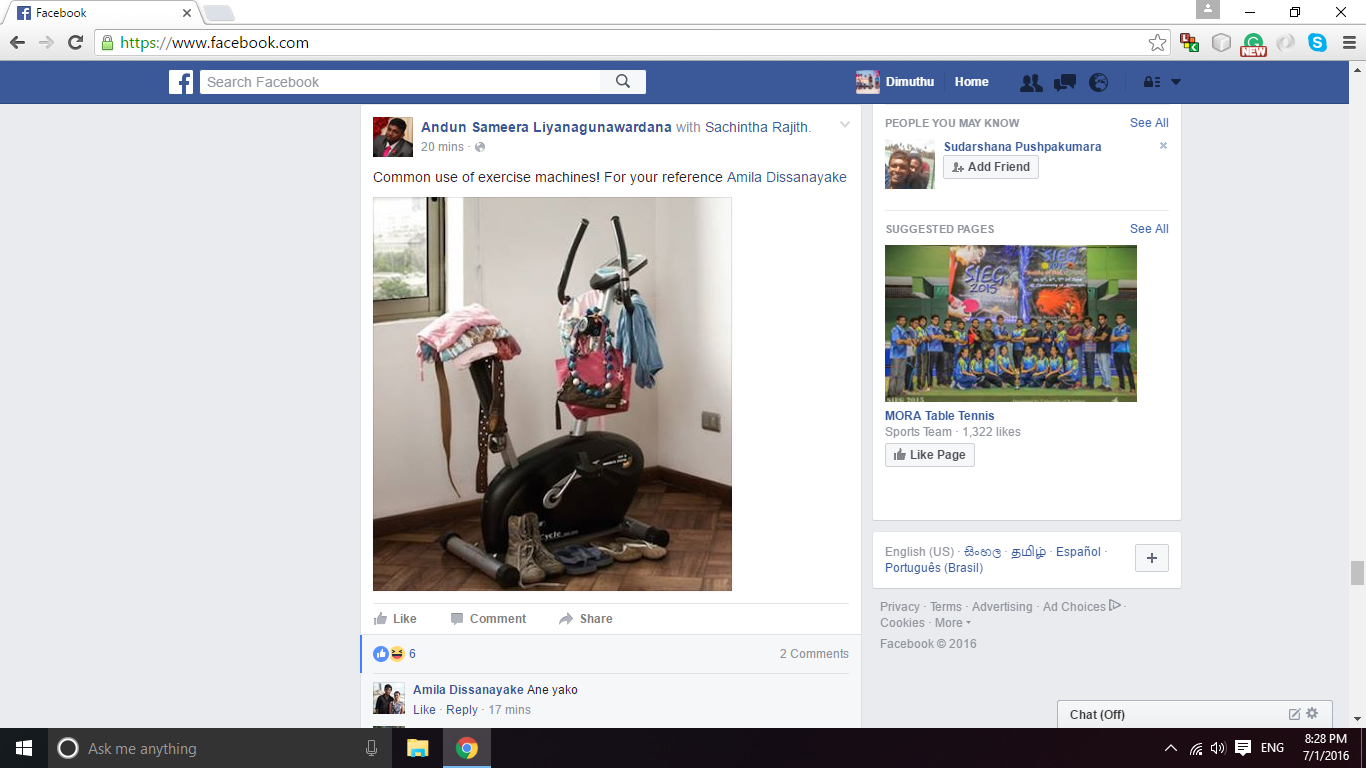 Facebook
https://www.facebook.com
NEW
Search Facebook
Dimuthu
Home
Andun Sameera Liyanagunawardana with Sachintha Rajith.
20 mins ·
Common use of exercise machines! For your reference Amila Dissanayake
Like Comment Share
6 2 Comments
Amila Dissanayake Ane yako
Like · Reply · 17 mins
PEOPLE YOU MAY KNOW See All
Sudarshana Pushpakumara
Add Friend
SUGGESTED PAGES See All
SIEG
2015
SIEG 2015
MORA Table Tennis
Sports Team · 1,322 likes
Like Page
English (US) · සිංහල · தமிழ் · Español ·
Português (Brasil)
Privacy · Terms · Advertising · Ad Choices ·
Cookies · More
Facebook © 2016
Chat (Off)
Ask me anything
ENG
8:28 PM
7/1/2016